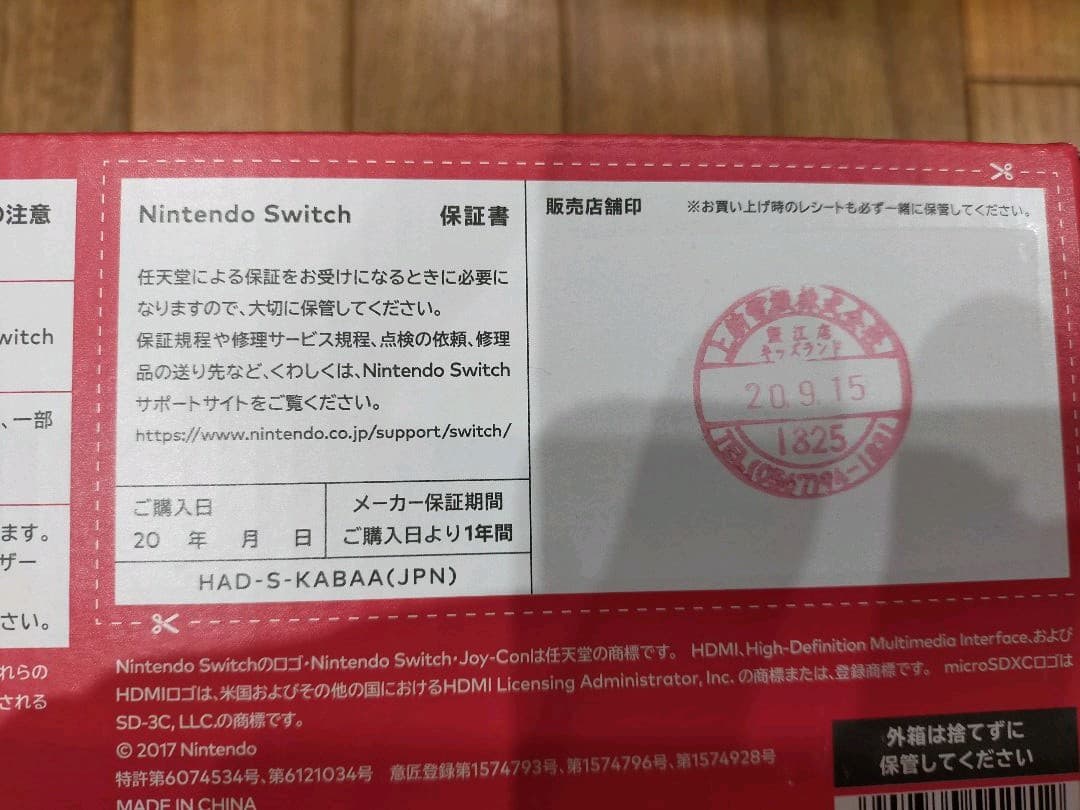 の注意
witch
、一部
ます。
ザー
さい。
れらの
される
Nintendo Switch 保証書
任天堂による保証をお受けになるときに必要に
なりますので、大切に保管してください。
保証規程や修理サービス規程、点検の依頼、修理
品の送り先など、くわしくは、Nintendo Switch
サポートサイトをご覧ください。
https://www.nintendo.co.jp/support/switch/
ご購入日
20 年 月 日
メーカー保証期間
ご購入日より1年間
HAD-S-KABAA(JPN)
販売店舗印 ※お買い上げ時のレシートも必ず一緒に保管してください。
上新電機株式会社
蟹江店
キッズランド
20.9.15
1825
Nintendo Switchのロゴ・Nintendo Switch・Joy-Conは任天堂の商標です。 HDMI、High-Definition Multimedia Interface、および
HDMIロゴは、米国およびその他の国におけるHDMI Licensing Administrator, Inc. の商標または、登録商標です。 microSDXCロゴは
SD-3C, LLC.の商標です。
© 2017 Nintendo
特許第6074534号、第6121034号 意匠登録第1574793号、第1574796号、第1574928号
MADE IN CHINA
外箱は捨てずに
保管してください